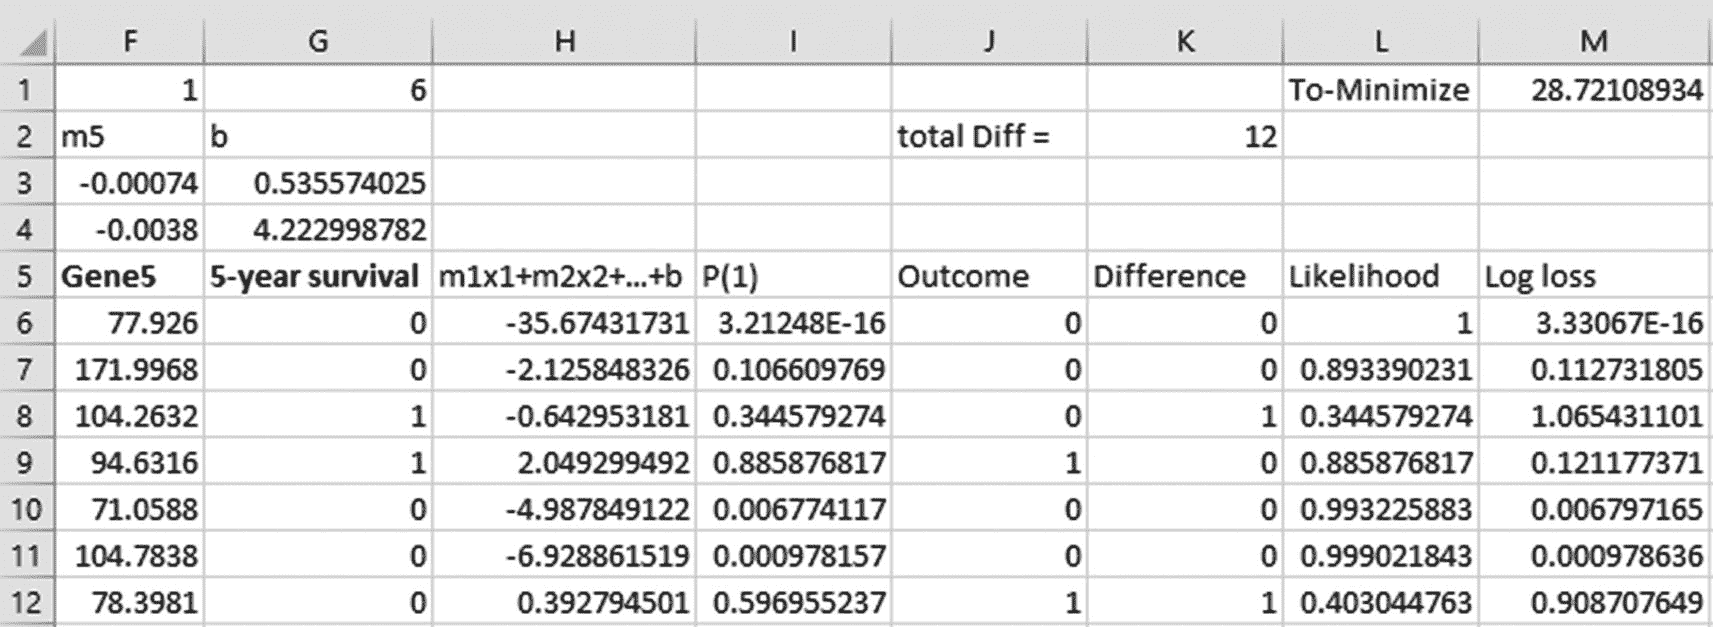 F G H I J K L M
1 1 6 To-Minimize 28.72108934
2 m5 b total Diff = 12
3 -0.00074 0.535574025
4 -0.0038 4.222998782
5 Gene5 5-year survival m1x1+m2x2+...+b P(1) Outcome Difference Likelihood Log loss
6 77.926 0 -35.67431731 3.21248E-16 0 0 1 3.33067E-16
7 171.9968 0 -2.125848326 0.106609769 0 0 0.893390231 0.112731805
8 104.2632 1 -0.642953181 0.344579274 0 1 0.344579274 1.065431101
9 94.6316 1 2.049299492 0.885876817 1 0 0.885876817 0.121177371
10 71.0588 0 -4.987849122 0.006774117 0 0 0.993225883 0.006797165
11 104.7838 0 -6.928861519 0.000978157 0 0 0.999021843 0.000978636
12 78.3981 0 0.392794501 0.596955237 1 1 0.403044763 0.908707649